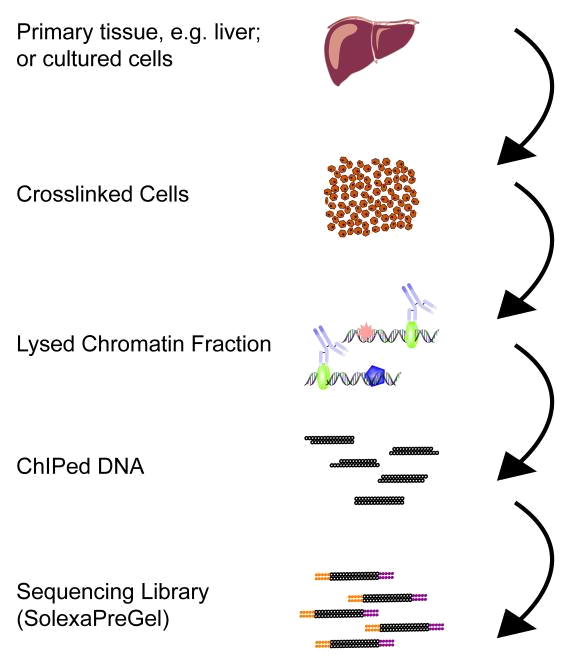 Primary tissue, e.g. liver;
or cultured cells
Crosslinked Cells
Lysed Chromatin Fraction
ChIPed DNA
Sequencing Library
(SolexaPreGel)